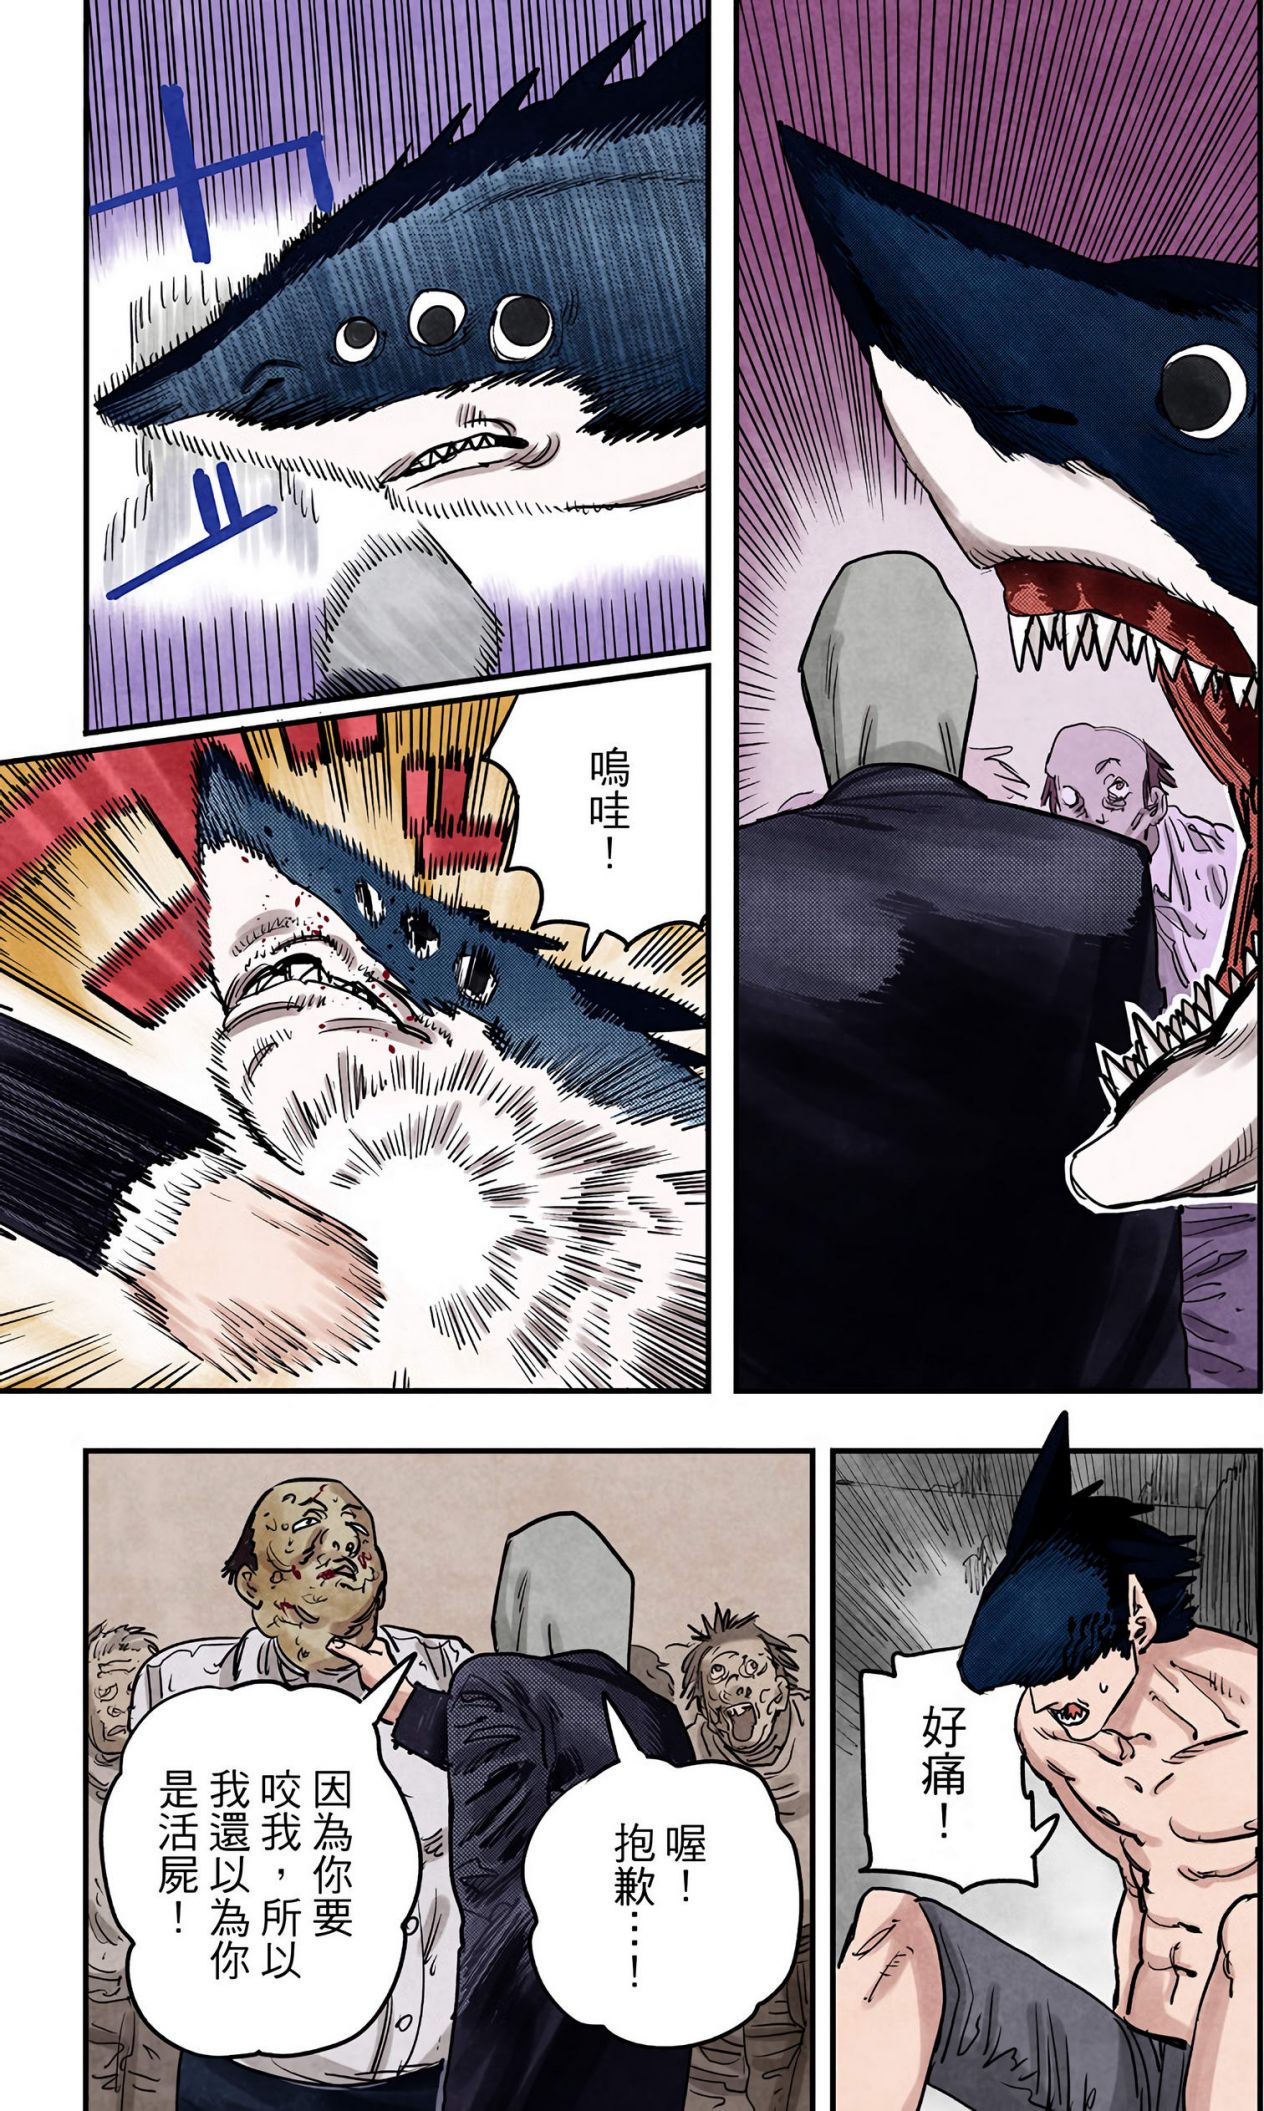 嗚哇！
好痛！
喔！
抱歉⋯！
因為你要
咬我，所以
我還以為你
是活屍！